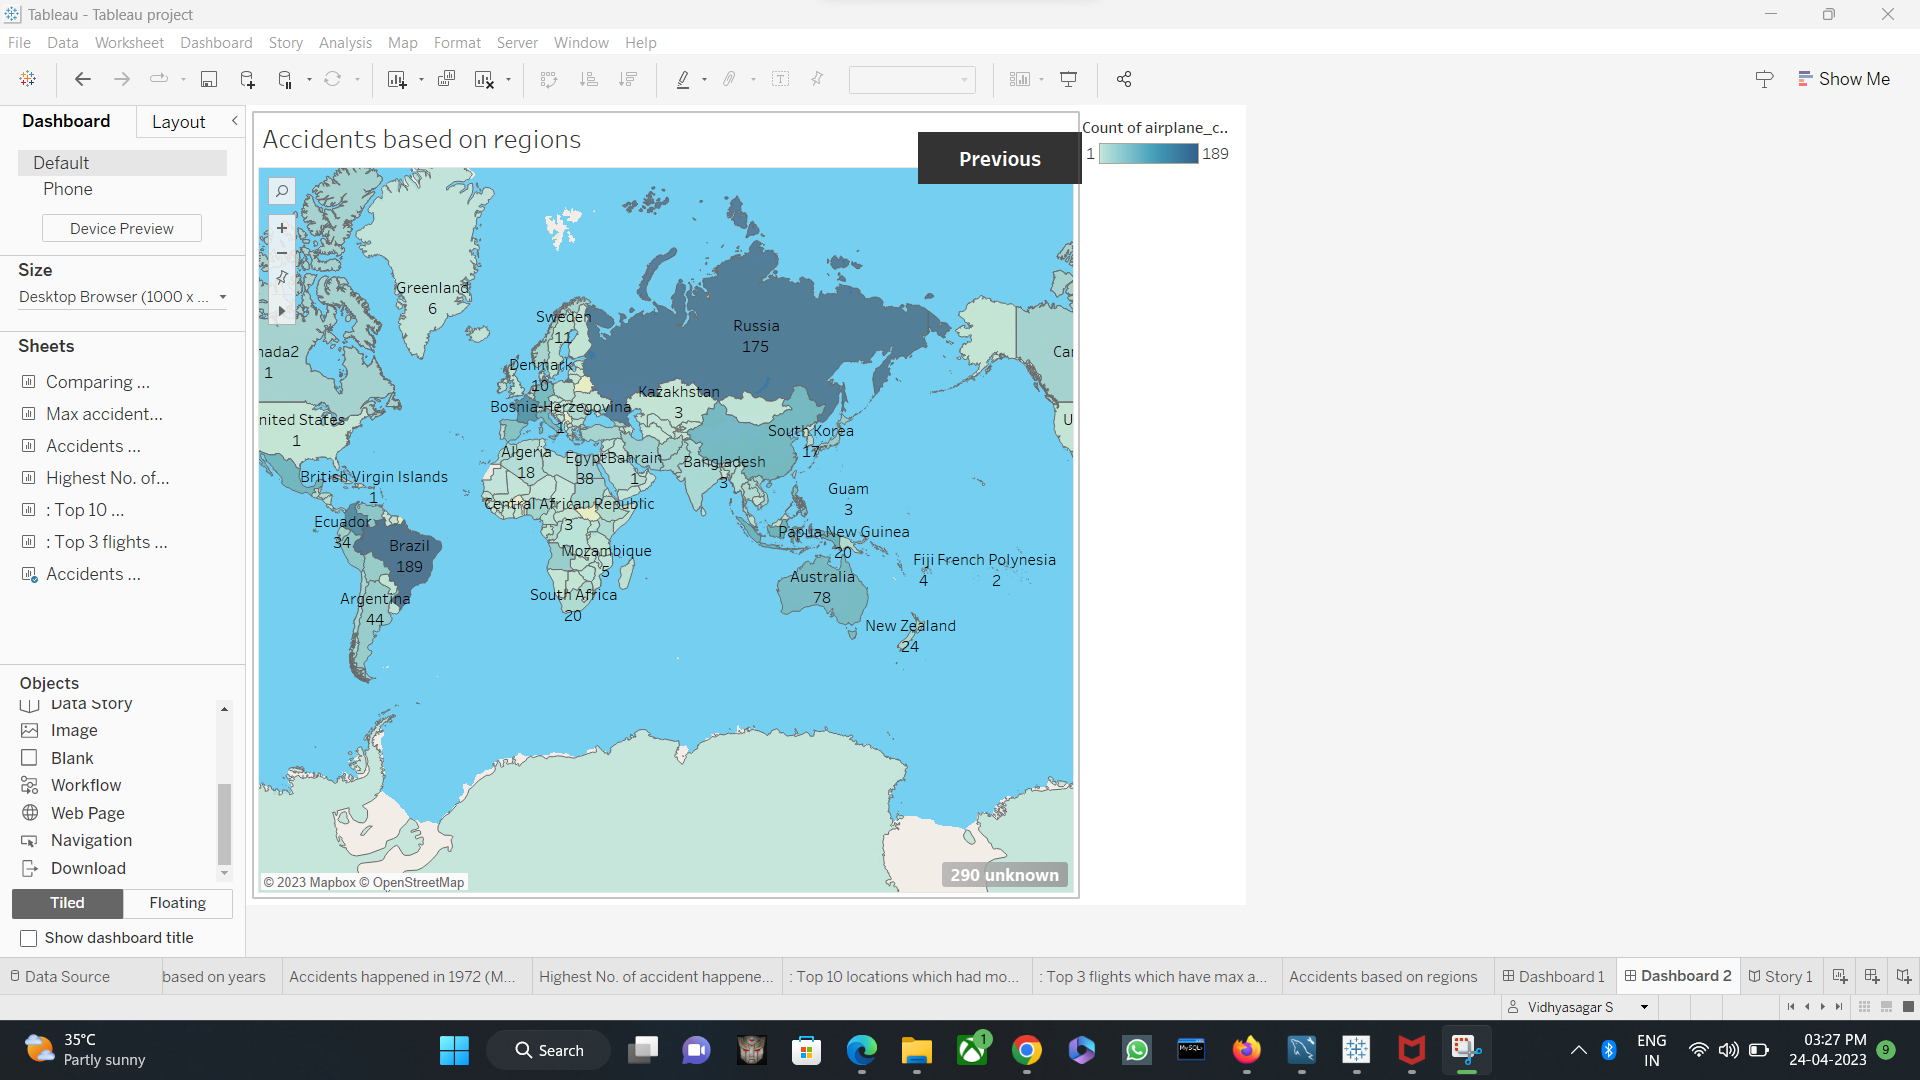 Tableau - Tableau project
File Data Worksheet Dashboard Story Analysis Map Format Server Window Help
Show Me
Dashboard Layout
Default
Phone
Device Preview
Size
Desktop Browser (1000 x ...
Sheets
Comparing ...
Max accident...
Accidents ...
Highest No. of...
: Top 10 ...
: Top 3 flights ...
Accidents ...
Objects
Data Story
Image
Blank
Workflow
Web Page
Navigation
Download
Tiled Floating
Show dashboard title
Accidents based on regions
Previous
Count of airplane_c..
1 189
Greenland
6
Sweden
11
Russia
175
nada2
1
Denmark
10
Car
Kazakhstan
3
Bosnia-Herzegovina
1
nited States
1
U
South Korea
17
Algeria
18
Egypt
38
Bahrain
1
Bangladesh
3
British Virgin Islands
1
Guam
3
Central African Republic
3
Ecuador
34
Brazil
189
Papua New Guinea
20
Mozambique
5
Fiji
4
French Polynesia
2
Australia
78
Argentina
44
South Africa
20
New Zealand
24
290 unknown
© 2023 Mapbox © OpenStreetMap
Data Source based on years Accidents happened in 1972 (M... Highest No. of accident happene... : Top 10 locations which had mo... : Top 3 flights which have max a... Accidents based on regions Dashboard 1 Dashboard 2 Story 1
Vidhyasagar S
35°C
Partly sunny
Search
1
MySQL
ENG
IN
03:27 PM
24-04-2023
9